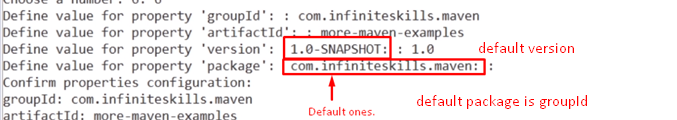 Choose a number: 6: 6
Define value for property 'groupId': : com.infiniteskills.maven
Define value for property 'artifactId': : more-maven-examples
Define value for property 'version': 1.0-SNAPSHOT: : 1.0 default version
Define value for property 'package': com.infiniteskills.maven: :
Confirm properties configuration:
groupId: com.infiniteskills.maven
Default ones.
default package is groupId
artifactId: more-maven-examples